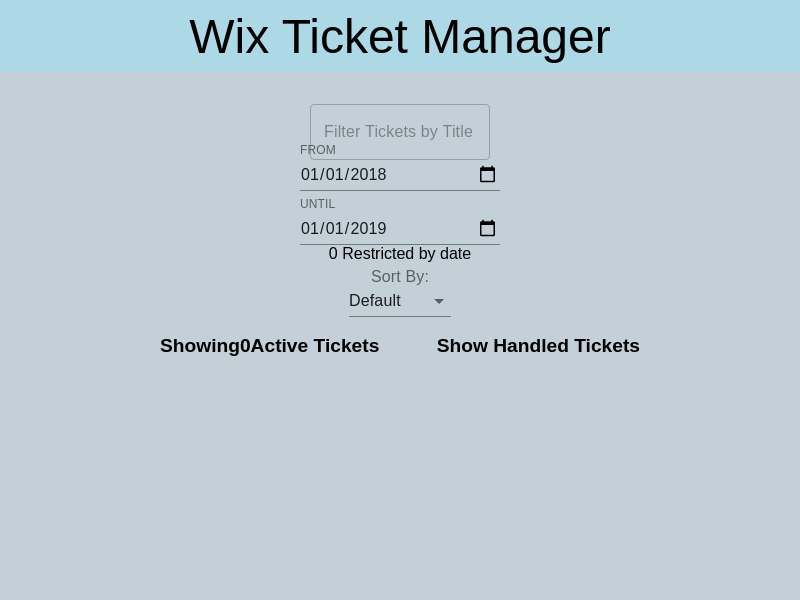 Wix Ticket Manager
Filter Tickets by Title
FROM
01/01/2018
UNTIL
01/01/2019
0 Restricted by date
Sort By:
Default
Showing0Active Tickets Show Handled Tickets